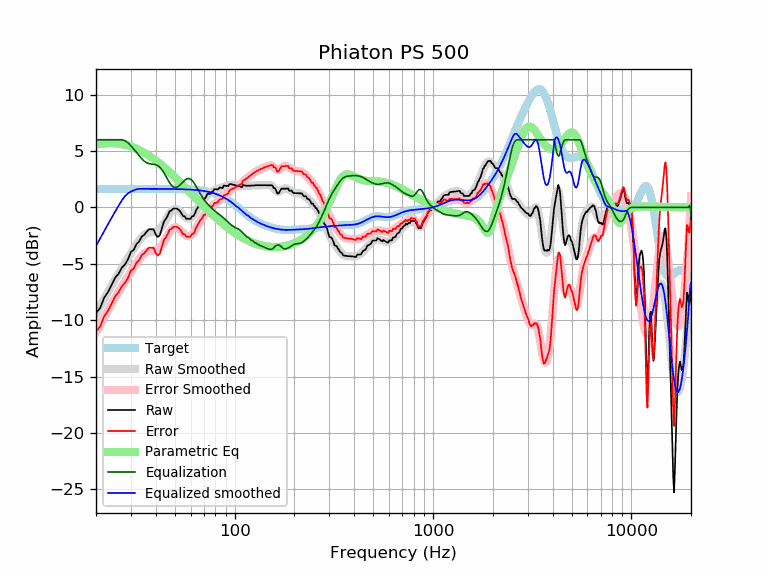 Phiaton PS 500
Amplitude (dBr)
10
5
0
−5
−10
−15
−20
−25
Target
Raw Smoothed
Error Smoothed
Raw
Error
Parametric Eq
Equalization
Equalized smoothed
100
1000
10000
Frequency (Hz)